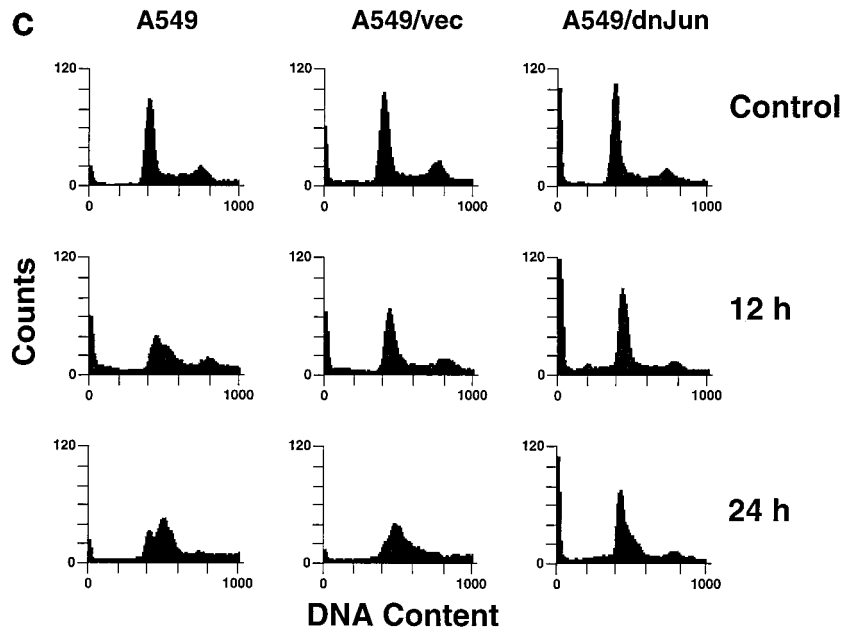 C
A549 A549/vec A549/dnJun
120 120 120
Control
0 0 0
0 1000 0 1000 0 1000
Counts
120 120 120
12 h
0 0 0
0 1000 0 1000 0 1000
120 120 120
24 h
0 0 0
0 1000 0 1000 0 1000
DNA Content